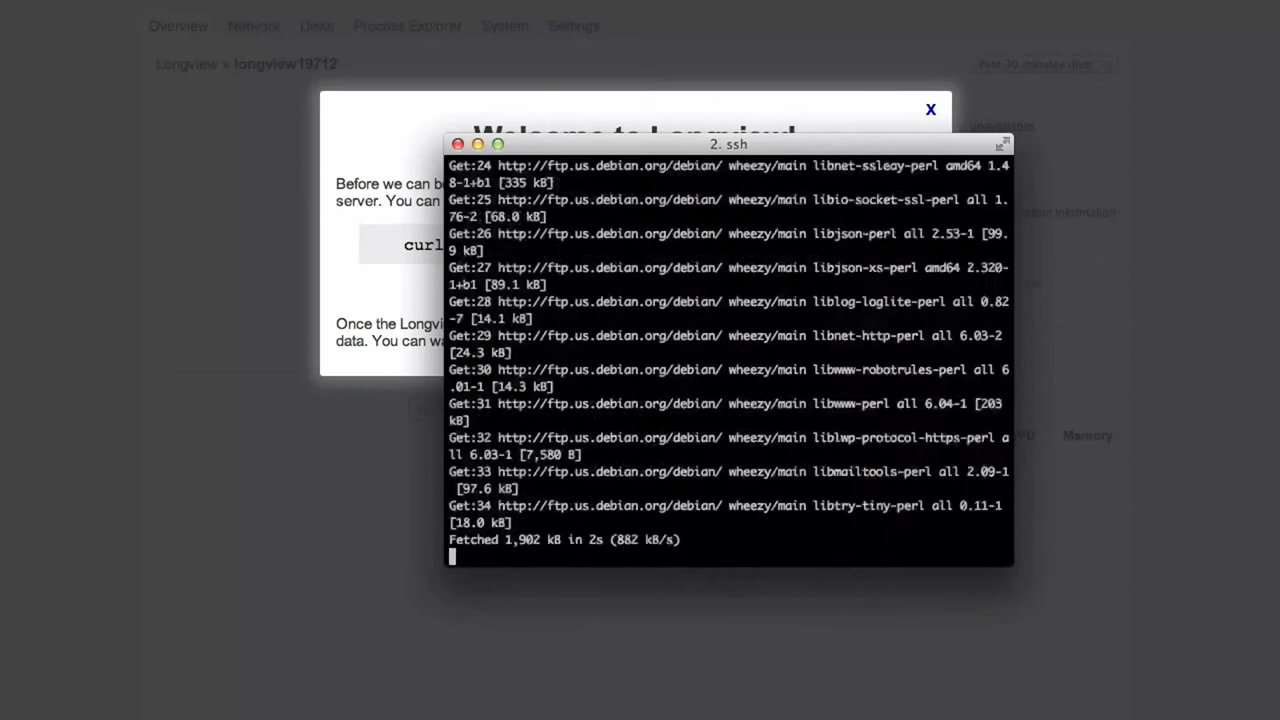 Overview Network Disks Process Explorer System Settings
Longview » longview19712
Past 30 minutes (live)
X
Welcome to Longview!
unavailable.
2. ssh
Before we can be
server. You can
curl
Once the Longvie
data. You can wa
Get:24 http://ftp.us.debian.org/debian/ wheezy/main libnet-ssleay-perl amd64 1.4
8-1+b1 [335 kB]
Get:25 http://ftp.us.debian.org/debian/ wheezy/main libio-socket-ssl-perl all 1.
76-2 [68.0 kB]
Get:26 http://ftp.us.debian.org/debian/ wheezy/main libjson-perl all 2.53-1 [99.
9 kB]
Get:27 http://ftp.us.debian.org/debian/ wheezy/main libjson-xs-perl amd64 2.320-
1+b1 [89.1 kB]
Get:28 http://ftp.us.debian.org/debian/ wheezy/main liblog-loglite-perl all 0.82
-7 [14.1 kB]
Get:29 http://ftp.us.debian.org/debian/ wheezy/main libnet-http-perl all 6.03-2
[24.3 kB]
Get:30 http://ftp.us.debian.org/debian/ wheezy/main libwww-robotrules-perl all 6
.01-1 [14.3 kB]
Get:31 http://ftp.us.debian.org/debian/ wheezy/main libwww-perl all 6.04-1 [203
kB]
Get:32 http://ftp.us.debian.org/debian/ wheezy/main liblwp-protocol-https-perl a
ll 6.03-1 [7,580 B]
Get:33 http://ftp.us.debian.org/debian/ wheezy/main libmailtools-perl all 2.09-1
[97.6 kB]
Get:34 http://ftp.us.debian.org/debian/ wheezy/main libtry-tiny-perl all 0.11-1
[18.0 kB]
Fetched 1,902 kB in 2s (882 kB/s)
information
Memory